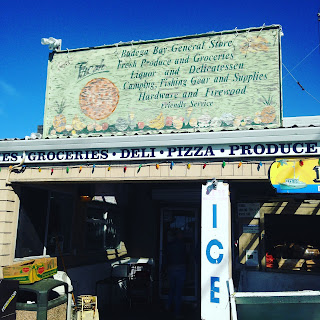 Bodega Bay General Store
Fresh Produce and Groceries
Liquor and Delicatessen
Camping, Fishing Gear and Supplies
Hardware and Firewood
Friendly Service
ES • GROCERIES • DELI • PIZZA • PRODUCE
ICE